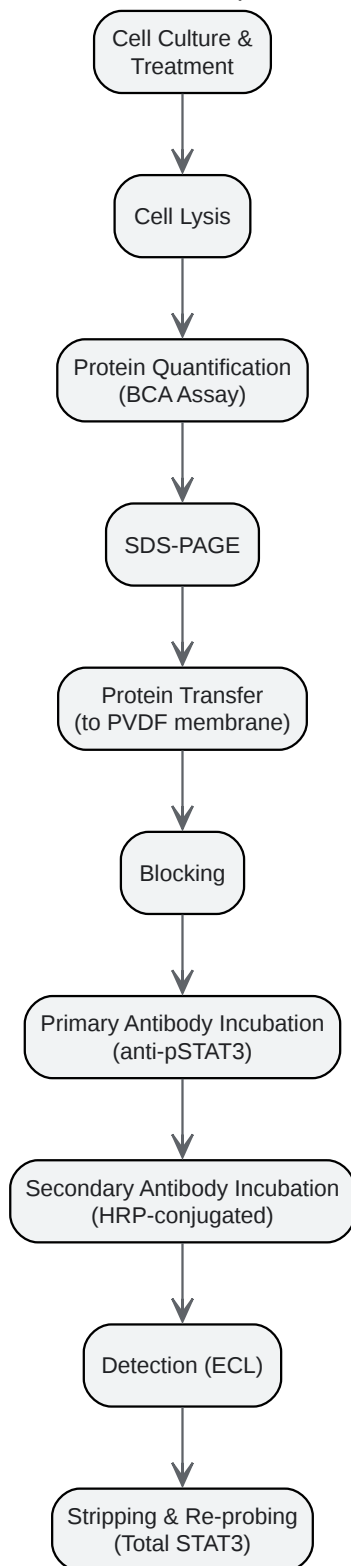 Cell Culture &
Treatment
Cell Lysis
Protein Quantification
(BCA Assay)
SDS-PAGE
Protein Transfer
(to PVDF membrane)
Blocking
Primary Antibody Incubation
(anti-pSTAT3)
Secondary Antibody Incubation
(HRP-conjugated)
Detection (ECL)
Stripping & Re-probing
(Total STAT3)